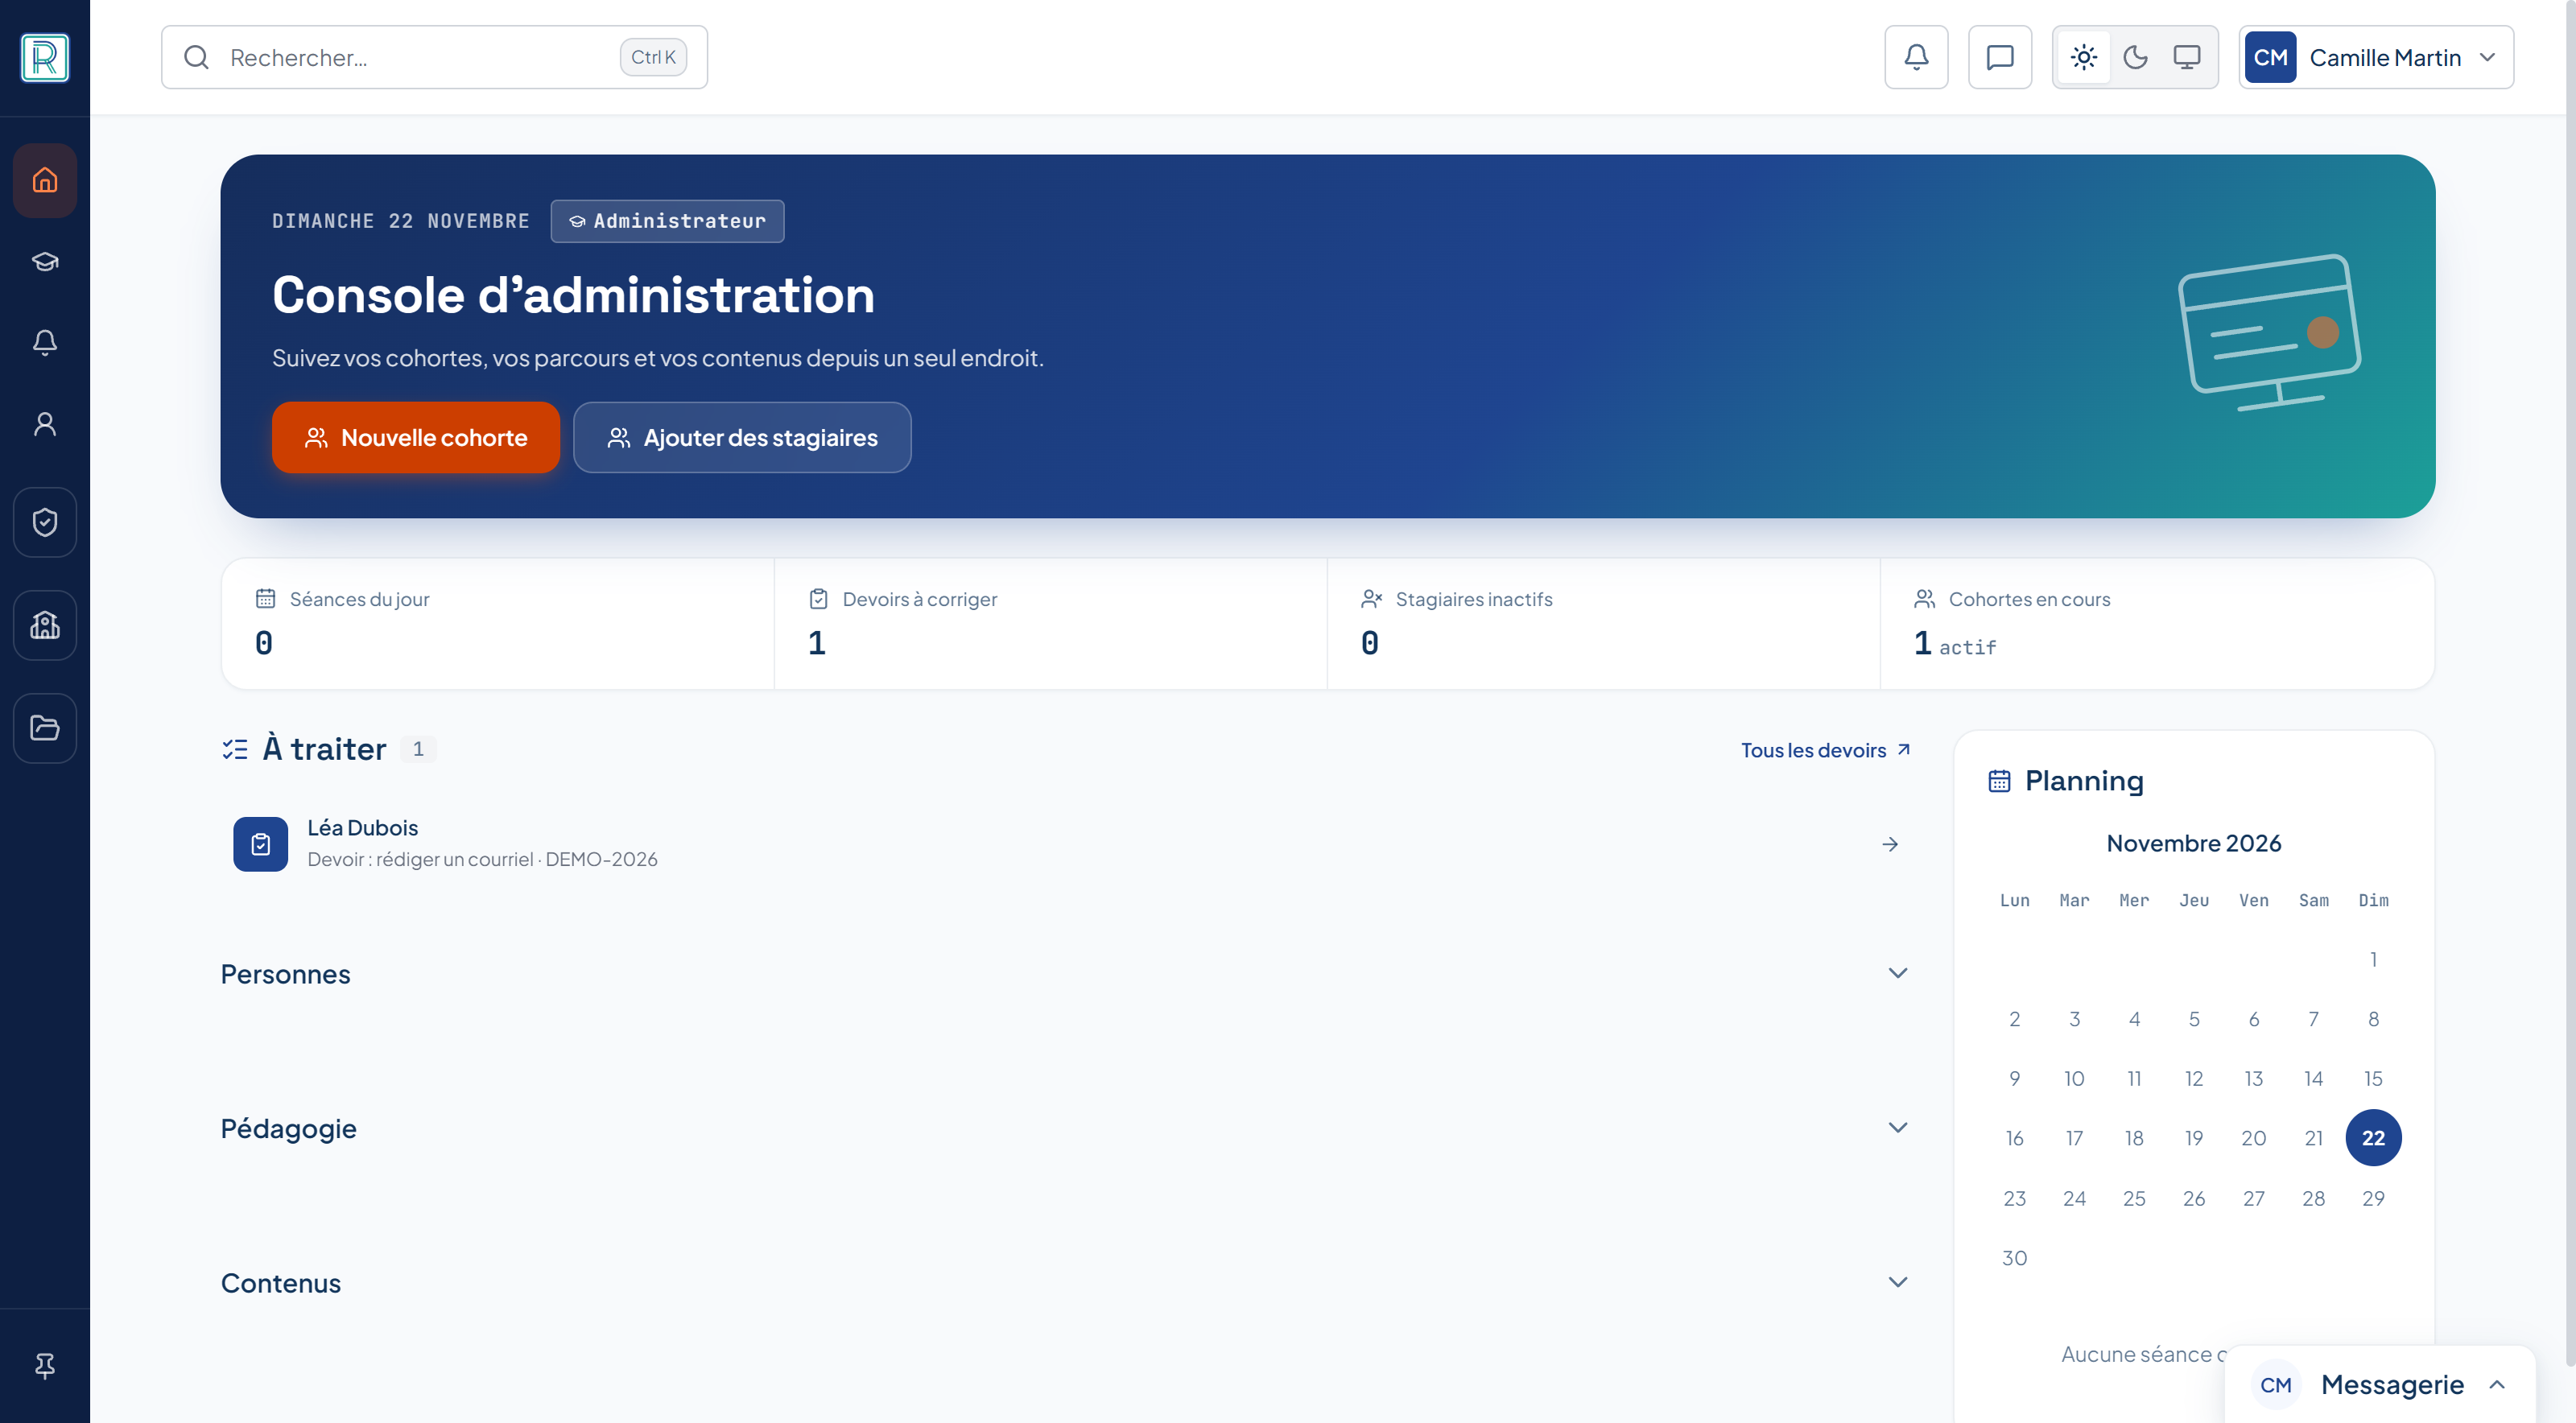 R
Rechercher...
Ctrl K
CM Camille Martin
DIMANCHE 22 NOVEMBRE
Administrateur
Console d'administration
Suivez vos cohortes, vos parcours et vos contenus depuis un seul endroit.
Nouvelle cohorte
Ajouter des stagiaires
Séances du jour
0
Devoirs à corriger
1
Stagiaires inactifs
0
Cohortes en cours
1 actif
À traiter 1
Tous les devoirs
Léa Dubois
Devoir : rédiger un courriel · DEMO-2026
Personnes
Pédagogie
Contenus
Planning
Novembre 2026
Lun Mar Mer Jeu Ven Sam Dim
1
2 3 4 5 6 7 8
9 10 11 12 13 14 15
16 17 18 19 20 21 22
23 24 25 26 27 28 29
30
Aucune séance
CM Messagerie